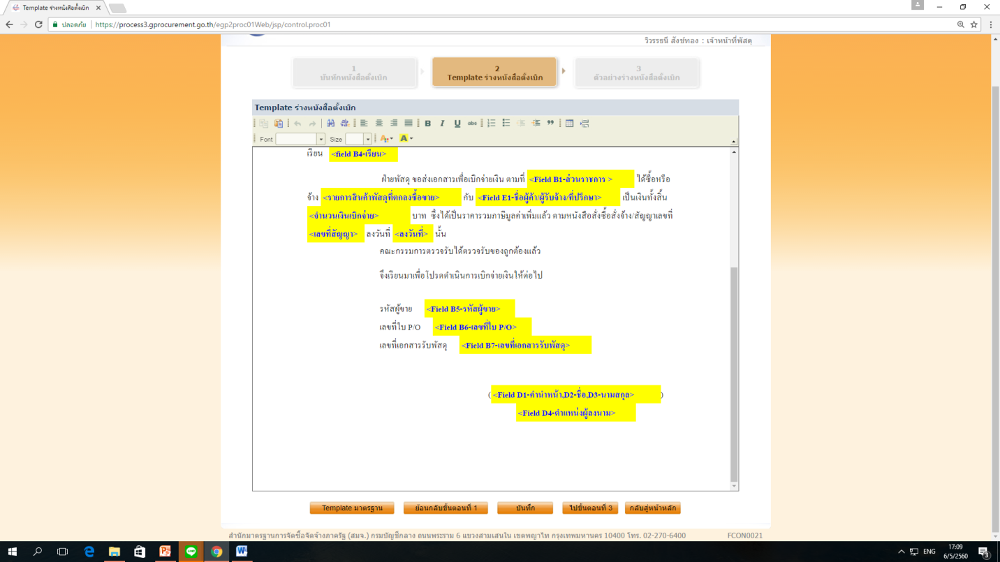 Template ร่างหนังสือตั้งเบิก
ปลอดภัย https://process3.gprocurement.go.th/egp2proc01Web/jsp/control.proc01
วิวรรธนี สังข์ทอง : เจ้าหน้าที่พัสดุ
1 2 3
บันทึกหนังสือตั้งเบิก Template ร่างหนังสือตั้งเบิก ตัวอย่างร่างหนังสือตั้งเบิก
Template ร่างหนังสือตั้งเบิก
B I U abc
Font Size A A
เรียน <field B4-เรียน>
ฝ่ายพัสดุ ขอส่งเอกสารเพื่อเบิกจ่ายเงิน ตามที่ <Field B1-ส่วนราชการ > ได้ซื้อหรือ
จ้าง <รายการสินค้าพัสดุที่ตกลงซื้อขาย> กับ <Field E1-ชื่อผู้ค้า/ผู้รับจ้าง/ที่ปรึกษา> เป็นเงินทั้งสิ้น
<จำนวนเงินเบิกจ่าย> บาท ซึ่งได้เป็นราคารวมภาษีมูลค่าเพิ่มแล้ว ตามหนังสือสั่งซื้อสั่งจ้าง/สัญญาเลขที่
<เลขที่สัญญา> ลงวันที่ <ลงวันที่> นั้น
คณะกรรมการตรวจรับได้ตรวจรับของถูกต้องแล้ว
จึงเรียนมาเพื่อโปรดดำเนินการเบิกจ่ายเงินให้ต่อไป
รหัสผู้ขาย <Field B5-รหัสผู้ขาย>
เลขที่ใบ P/O <Field B6-เลขที่ใบ P/O>
เลขที่เอกสารรับพัสดุ <Field B7-เลขที่เอกสารรับพัสดุ>
( <Field D1-คำนำหน้า,D2-ชื่อ,D3-นามสกุล> )
<Field D4-ตำแหน่งผู้ลงนาม>
Template มาตรฐาน ย้อนกลับขั้นตอนที่ 1 บันทึก ไปขั้นตอนที่ 3 กลับสู่หน้าหลัก
สำนักมาตรฐานการจัดซื้อจัดจ้างภาครัฐ (สมจ.) กรมบัญชีกลาง ถนนพระราม 6 แขวงสามเสนใน เขตพญาไท กรุงเทพมหานคร 10400 โทร. 02-270-6400 FCON0021
ENG 17:09
6/5/2560 3